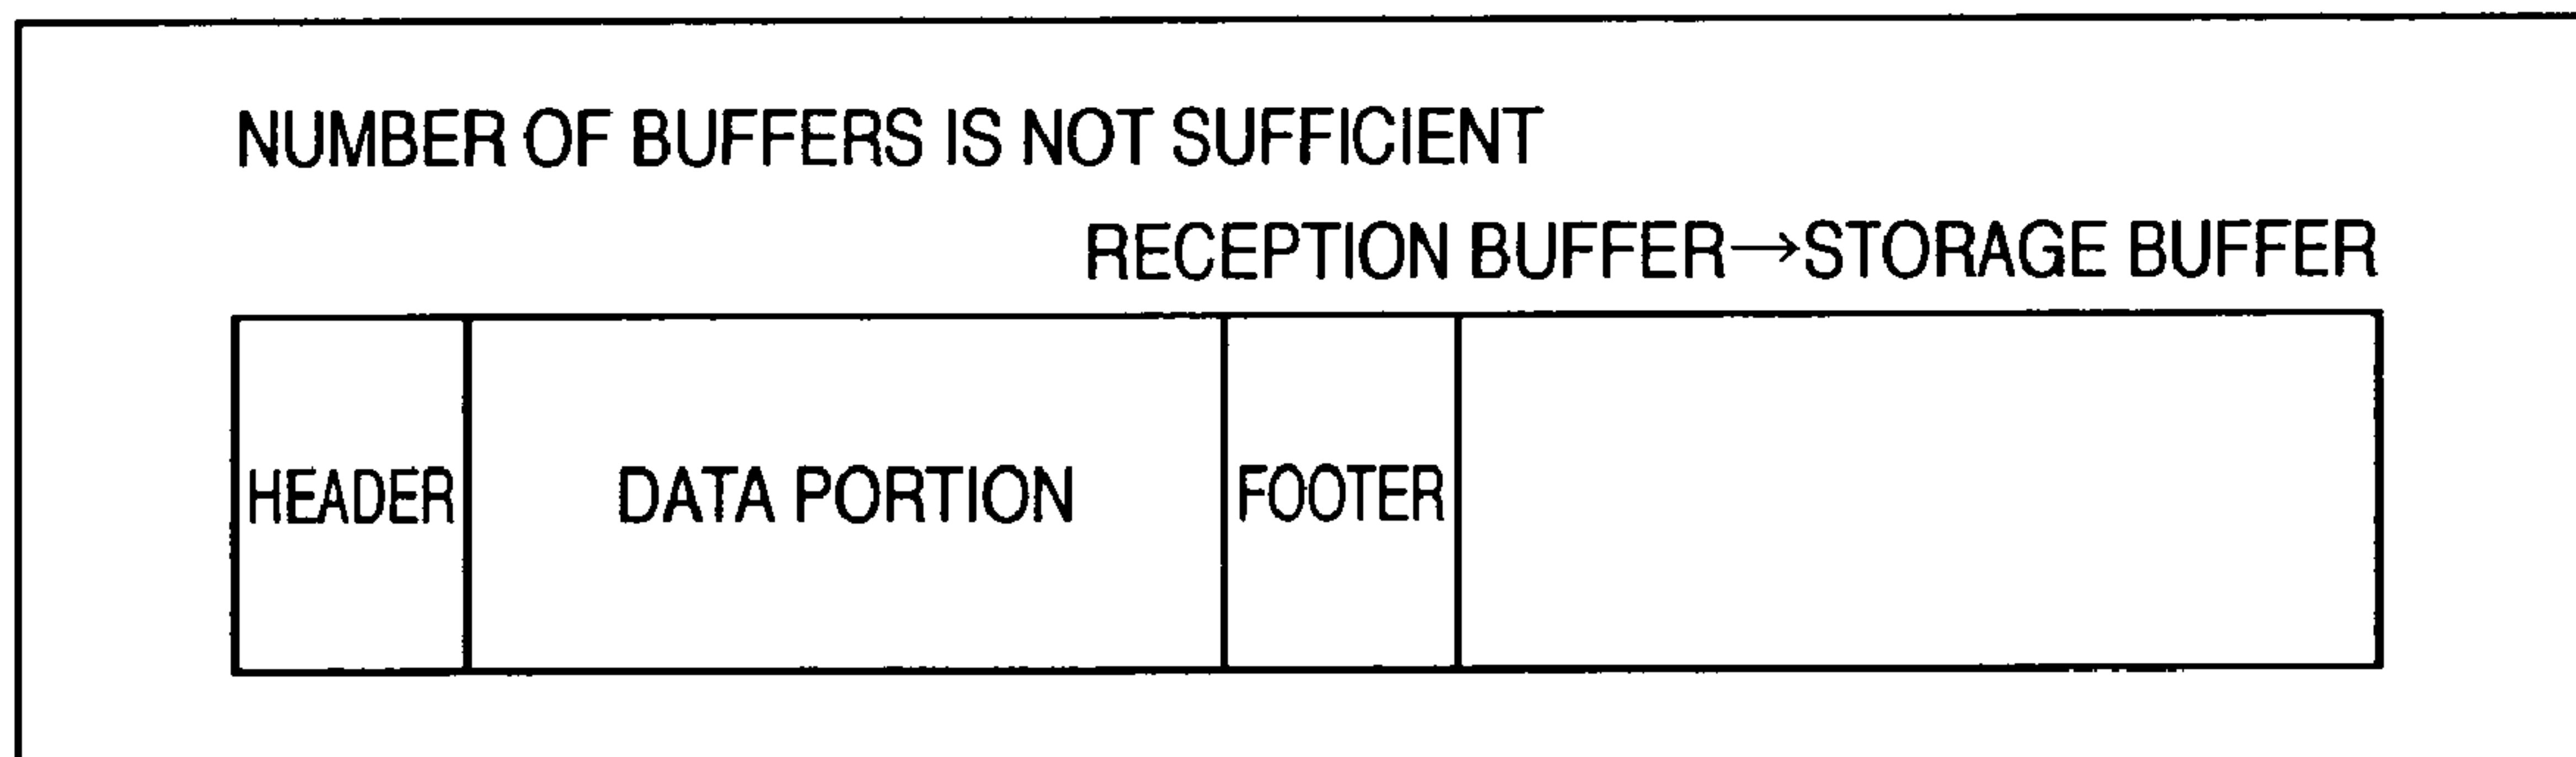 NUMBER OF BUFFERS IS NOT SUFFICIENT
RECEPTION BUFFER→STORAGE BUFFER
HEADER DATA PORTION FOOTER